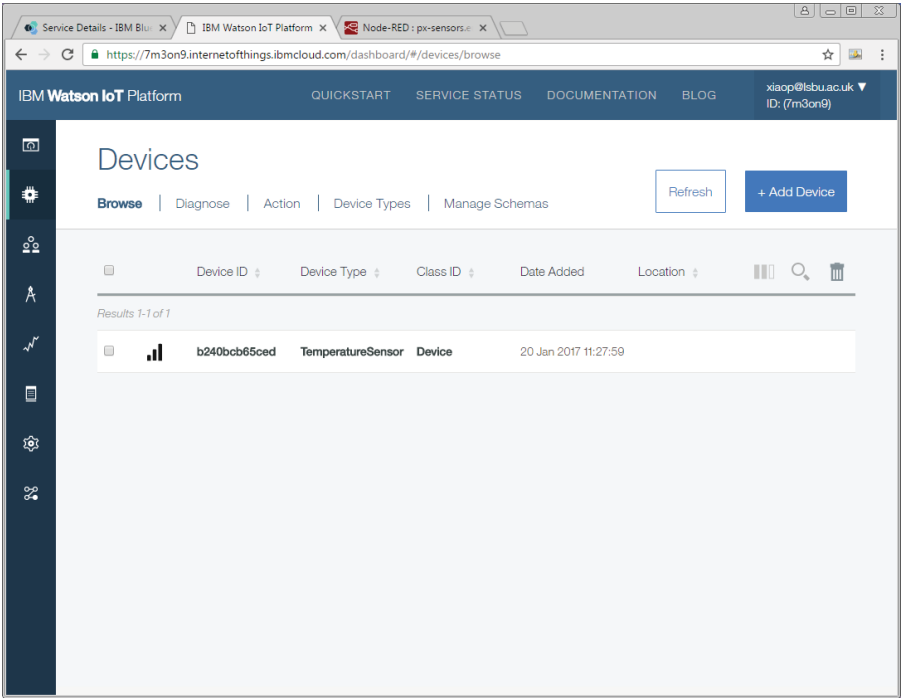 Service Details - IBM Blu
IBM Watson IoT Platform
Node-RED : px-sensors.e
https://7m3on9.internetofthings.ibmcloud.com/dashboard/#/devices/browse
IBM Watson IoT Platform
QUICKSTART SERVICE STATUS DOCUMENTATION BLOG
xiaop@lsbu.ac.uk ▼
ID: (7m3on9)
Devices
Browse | Diagnose | Action | Device Types | Manage Schemas
Refresh
+ Add Device
Device ID Device Type Class ID Date Added Location
Results 1-1 of 1
b240bcb65ced TemperatureSensor Device 20 Jan 2017 11:27:59